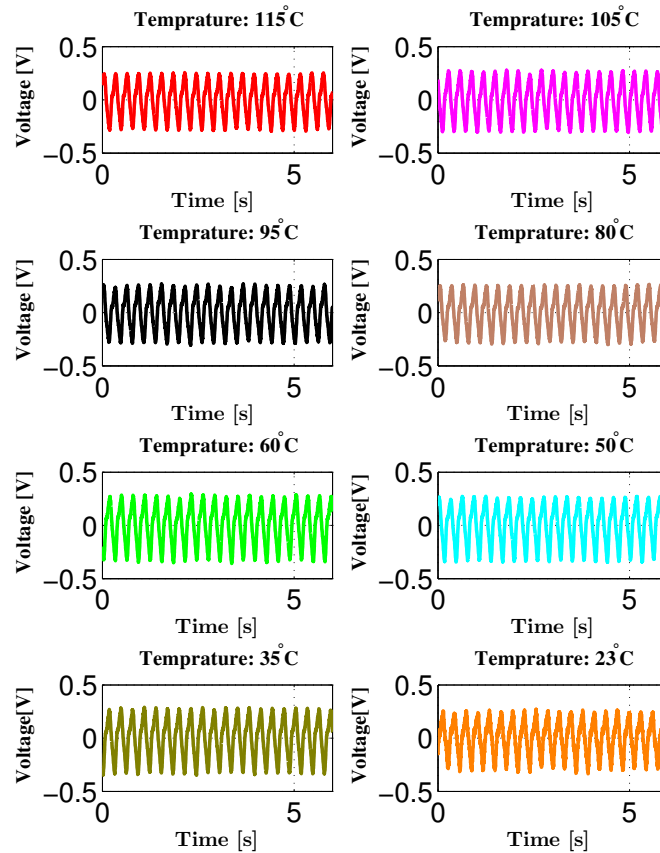 Temprature: 115°C
Voltage [V]
0.5
0
−0.5
0
5
Time [s]
Temprature: 105°C
Voltage [V]
0.5
0
−0.5
0
5
Time [s]
Temprature: 95°C
Voltage [V]
0.5
0
−0.5
0
5
Time [s]
Temprature: 80°C
Voltage [V]
0.5
0
−0.5
0
5
Time [s]
Temprature: 60°C
Voltage [V]
0.5
0
−0.5
0
5
Time [s]
Temprature: 50°C
Voltage[V]
0.5
0
−0.5
0
5
Time [s]
Temprature: 35°C
Voltage[V]
0.5
0
−0.5
0
5
Time [s]
Temprature: 23°C
Voltage[V]
0.5
0
−0.5
0
5
Time [s]